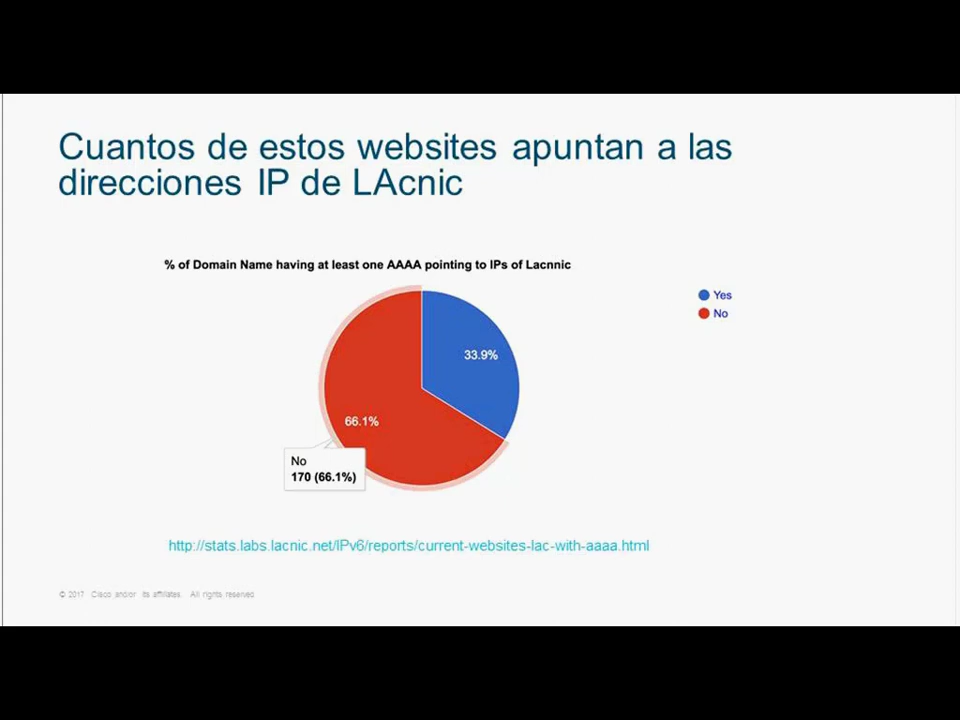 Cuantos de estos websites apuntan a las
direcciones IP de LAcnic
% of Domain Name having at least one AAAA pointing to IPs of Lacnnic
Yes
No
33.9%
66.1%
No
170 (66.1%)
http://stats.labs.lacnic.net/IPv6/reports/current-websites-lac-with-aaaa.html
© 2017 Cisco and/or its affiliates. All rights reserved